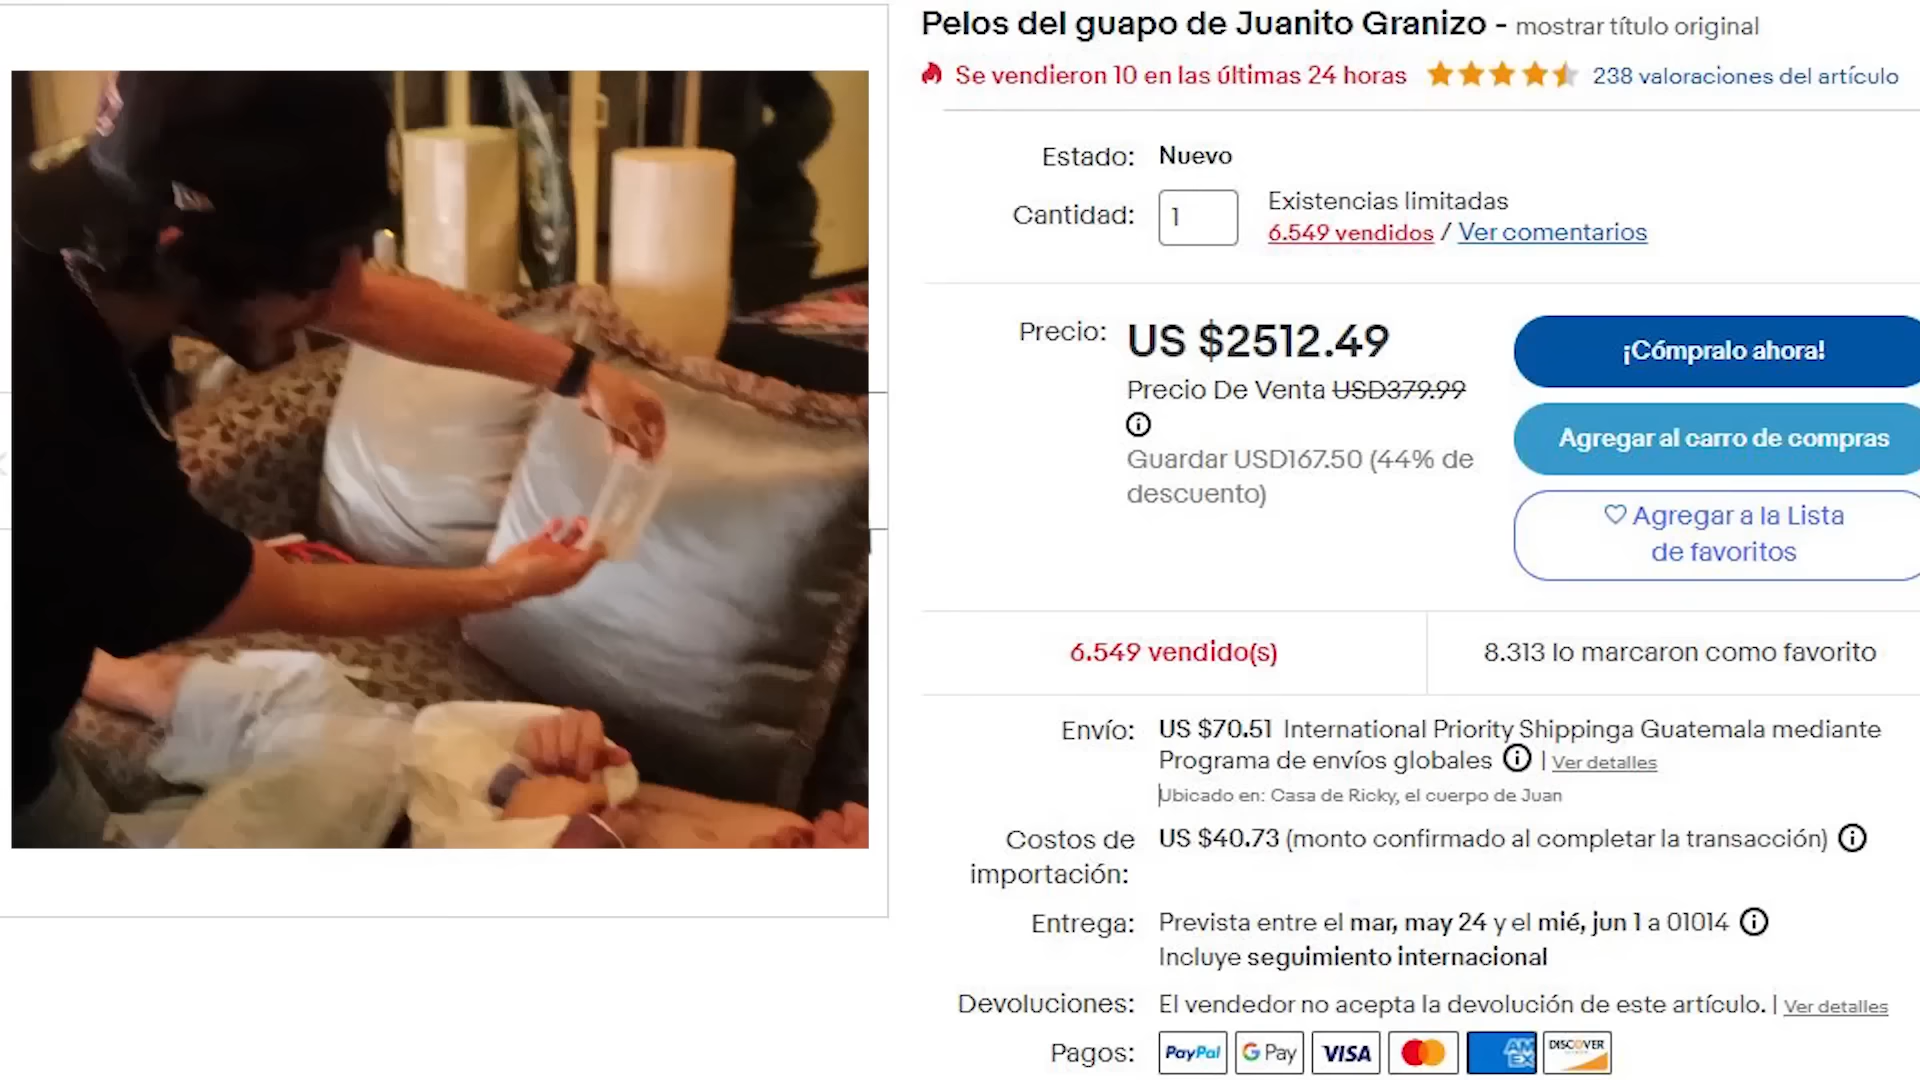 Pelos del guapo de Juanito Granizo - mostrar título original
Se vendieron 10 en las últimas 24 horas 238 valoraciones del artículo
Estado: Nuevo
Cantidad: 1
Existencias limitadas
6.549 vendidos / Ver comentarios
Precio: US $2512.49
Precio De Venta USD379.99
Guardar USD167.50 (44% de
descuento)
¡Cómpralo ahora!
Agregar al carro de compras
Agregar a la Lista
de favoritos
6.549 vendido(s)
8.313 lo marcaron como favorito
Envío: US $70.51 International Priority Shippinga Guatemala mediante
Programa de envíos globales | Ver detalles
Ubicado en: Casa de Ricky, el cuerpo de Juan
Costos de
importación:
US $40.73 (monto confirmado al completar la transacción)
Entrega: Prevista entre el mar, may 24 y el mié, jun 1 a 01014
Incluye seguimiento internacional
Devoluciones: El vendedor no acepta la devolución de este artículo. | Ver detalles
Pagos: PayPal G Pay VISA AM EX DISCOVER